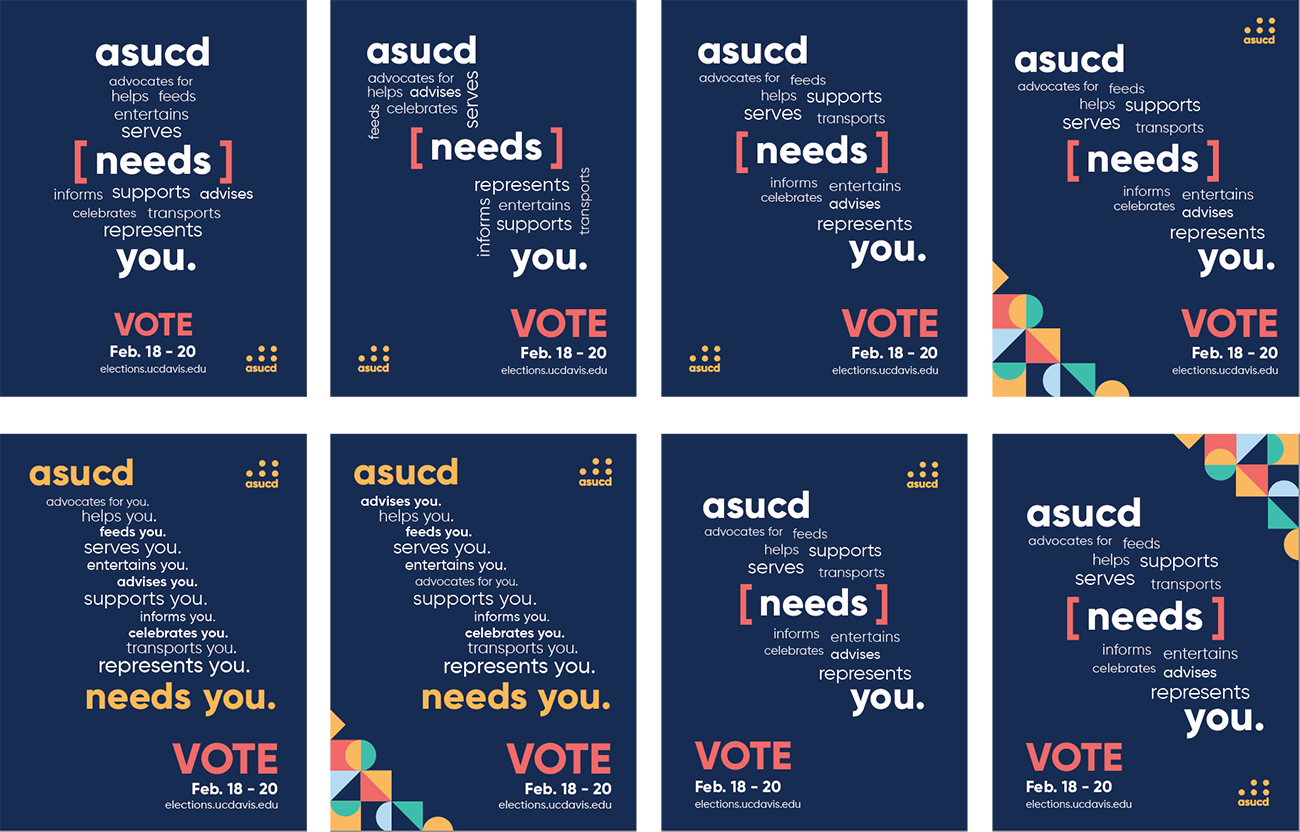 asucd
advocates for
helps feeds
entertains
serves
[ needs ]
informs supports advises
celebrates transports
represents
you.
VOTE
Feb. 18 - 20
elections.ucdavis.edu
asucd
asucd
advocates for
helps advises
feeds celebrates serves
[ needs ]
represents
entertains
informs supports transports
you.
VOTE
Feb. 18 - 20
elections.ucdavis.edu
asucd
asucd
advocates for feeds
helps supports
serves transports
[ needs ]
informs entertains
celebrates advises
represents
you.
VOTE
Feb. 18 - 20
elections.ucdavis.edu
asucd
asucd
asucd
advocates for feeds
helps supports
serves transports
[ needs ]
informs entertains
celebrates advises
represents
you.
VOTE
Feb. 18 - 20
elections.ucdavis.edu
asucd
asucd
advocates for you.
helps you.
feeds you.
serves you.
entertains you.
advises you.
supports you.
informs you.
celebrates you.
transports you.
represents you.
needs you.
VOTE
Feb. 18 - 20
elections.ucdavis.edu
asucd
asucd
advises you.
helps you.
feeds you.
serves you.
entertains you.
advocates for you.
supports you.
informs you.
celebrates you.
transports you.
represents you.
needs you.
VOTE
Feb. 18 - 20
elections.ucdavis.edu
asucd
asucd
advocates for feeds
helps supports
serves transports
[ needs ]
informs entertains
celebrates advises
represents
you.
VOTE
Feb. 18 - 20
elections.ucdavis.edu
asucd
advocates for feeds
helps supports
serves transports
[ needs ]
informs entertains
celebrates advises
represents
you.
VOTE
Feb. 18 - 20
elections.ucdavis.edu
asucd